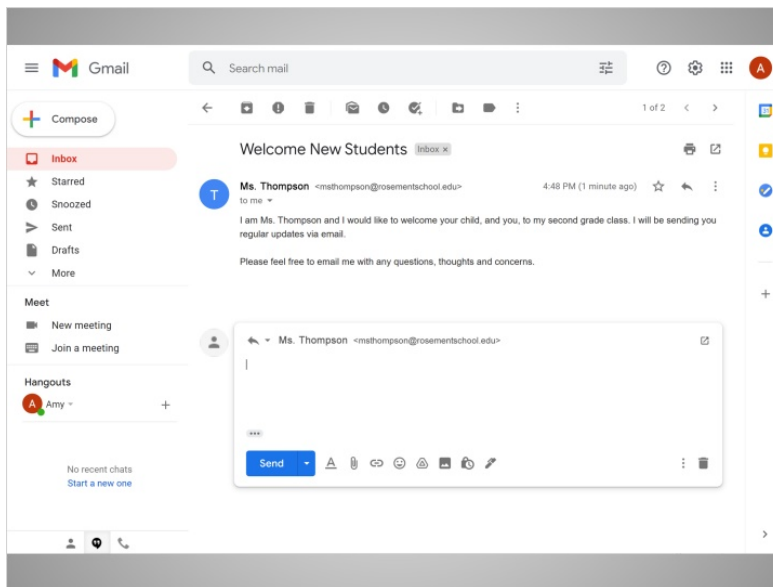 Gmail
Search mail
A
Compose
1 of 2
Welcome New Students Inbox ×
Inbox
Starred
Snoozed
Sent
Drafts
More
T
Ms. Thompson <msthompson@rosementschool.edu> 4:48 PM (1 minute ago)
to me
I am Ms. Thompson and I would like to welcome your child, and you, to my second grade class. I will be sending you
regular updates via email.
Please feel free to email me with any questions, thoughts and concerns.
Meet
New meeting
Join a meeting
Hangouts
A Amy
No recent chats
Start a new one
Ms. Thompson <msthompson@rosementschool.edu>
Send